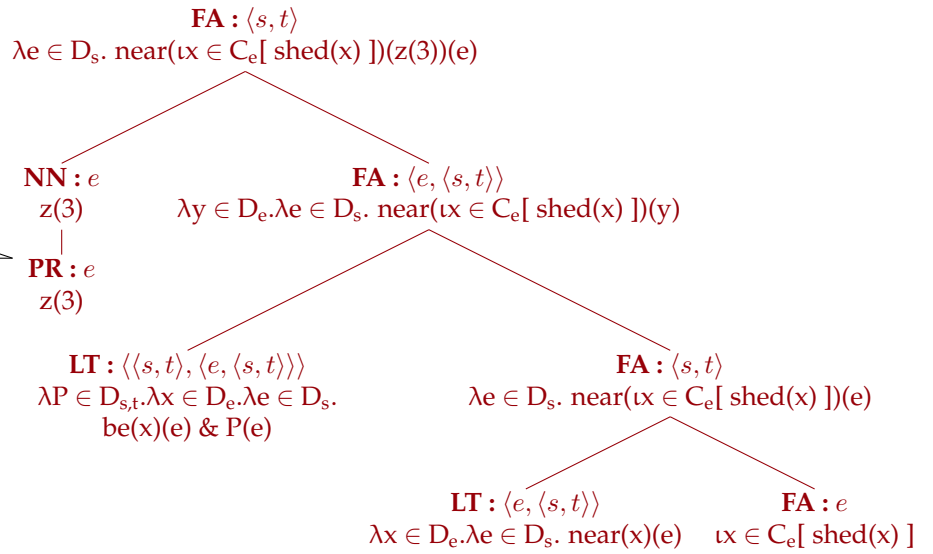 FA : ⟨s, t⟩
λe ∈ Dₛ. near(ιx ∈ Cₑ[ shed(x) ])(z(3))(e)
NN : e
z(3)
FA : ⟨e, ⟨s, t⟩⟩
λy ∈ Dₑ.λe ∈ Dₛ. near(ιx ∈ Cₑ[ shed(x) ])(y)
PR : e
z(3)
LT : ⟨⟨s, t⟩, ⟨e, ⟨s, t⟩⟩⟩
λP ∈ Dₛ,ₜ.λx ∈ Dₑ.λe ∈ Dₛ.
be(x)(e) & P(e)
FA : ⟨s, t⟩
λe ∈ Dₛ. near(ιx ∈ Cₑ[ shed(x) ])(e)
LT : ⟨e, ⟨s, t⟩⟩
λx ∈ Dₑ.λe ∈ Dₛ. near(x)(e)
FA : e
ιx ∈ Cₑ[ shed(x) ]